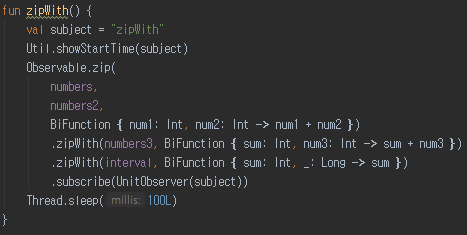 fun zipWith() {
    val subject = "zipWith"
    Util.showStartTime(subject)
    Observable.zip(
        numbers,
        numbers2,
        BiFunction { num1: Int, num2: Int -> num1 + num2 })
        .zipWith(numbers3, BiFunction { sum: Int, num3: Int -> sum + num3 })
        .zipWith(interval, BiFunction { sum: Int, _: Long -> sum })
        .subscribe(UnitObserver(subject))
    Thread.sleep( millis: 100L)
}